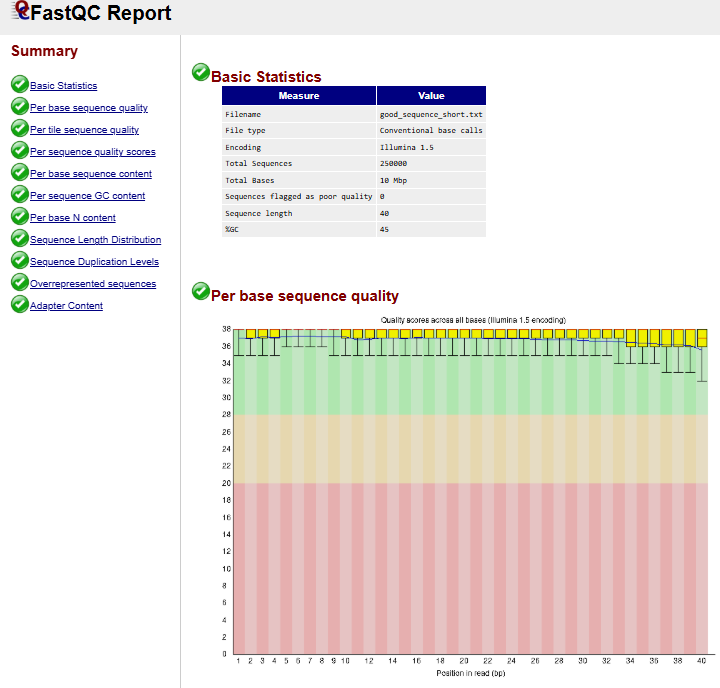 FastQC Report
Summary
Basic Statistics
Per base sequence quality
Per tile sequence quality
Per sequence quality scores
Per base sequence content
Per sequence GC content
Per base N content
Sequence Length Distribution
Sequence Duplication Levels
Overrepresented sequences
Adapter Content
Basic Statistics
Measure Value
Filename good_sequence_short.txt
File type Conventional base calls
Encoding Illumina 1.5
Total Sequences 250000
Total Bases 10 Mbp
Sequences flagged as poor quality 0
Sequence length 40
%GC 45
Per base sequence quality
Quality scores across all bases (Illumina 1.5 encoding)
38
36
34
32
30
28
26
24
22
20
18
16
14
12
10
8
6
4
2
0
1 2 3 4 5 6 7 8 9 10 12 14 16 18 20 22 24 26 28 30 32 34 36 38 40
Position in read (bp)